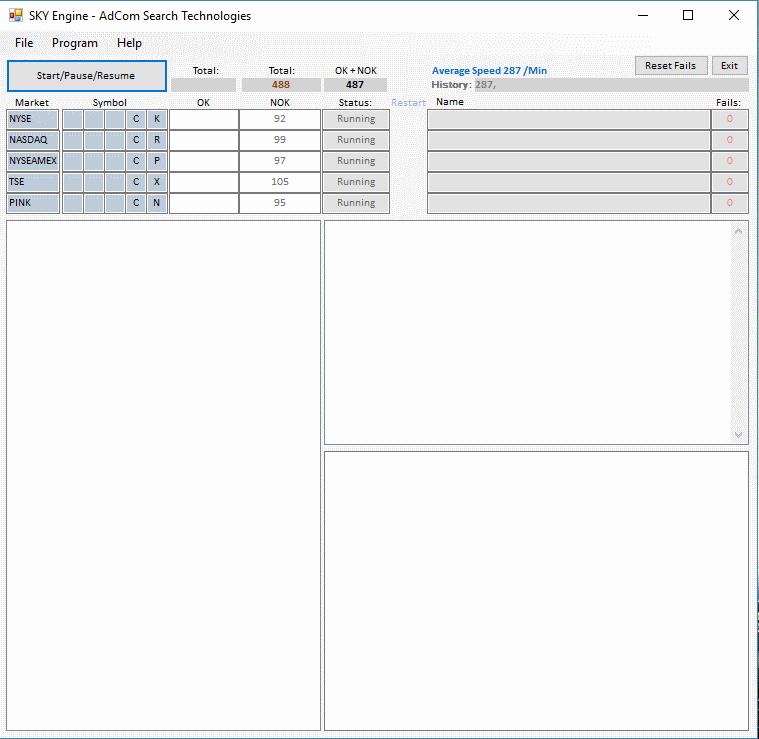 SKY Engine - AdCom Search Technologies
File Program Help
Start/Pause/Resume Total: Total: OK + NOK Average Speed 287 /Min Reset Fails Exit
488 487 History: 287,
Market Symbol OK NOK Status: Restart Name Fails:
NYSE C K 92 Running 0
NASDAQ C R 99 Running 0
NYSEAMEX C P 97 Running 0
TSE C X 105 Running 0
PINK C N 95 Running 0